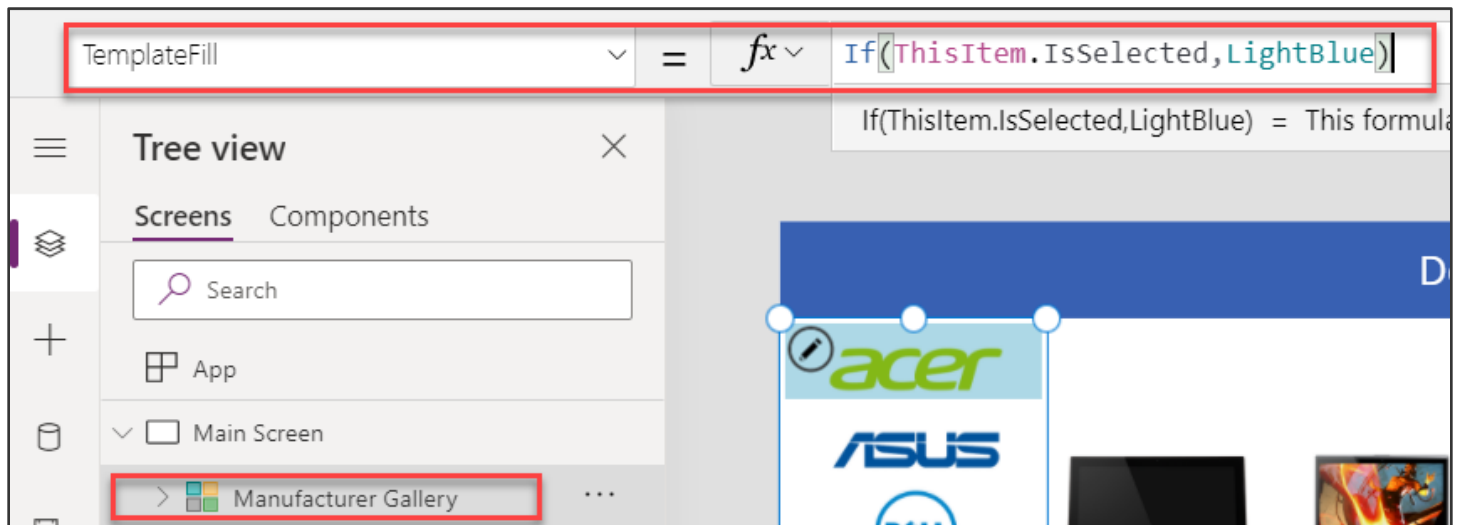 TemplateFill = fx If(ThisItem.IsSelected,LightBlue)
If(ThisItem.IsSelected,LightBlue) = This formula
Tree view
Screens Components
Search
App
Main Screen
Manufacturer Gallery ...
acer
ASUS